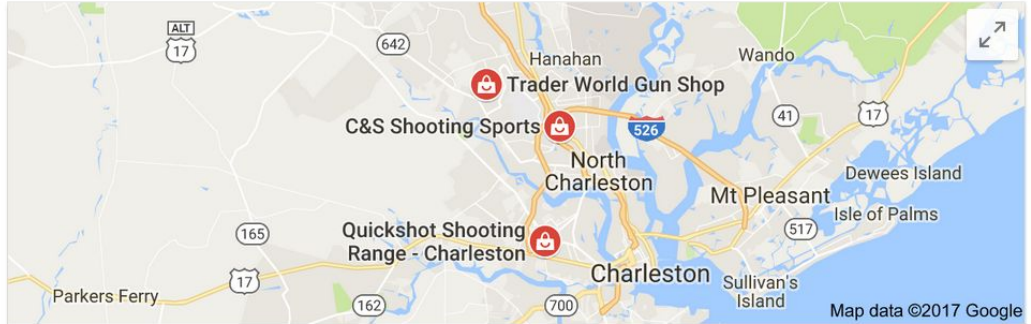 ALT
17
642
Hanahan
Wando
Trader World Gun Shop
C&S Shooting Sports
526
41
17
North
Charleston
Dewees Island
Mt Pleasant
Isle of Palms
165
Quickshot Shooting
Range - Charleston
517
17
Charleston
Sullivan's
Island
Parkers Ferry
162
700
Map data ©2017 Google